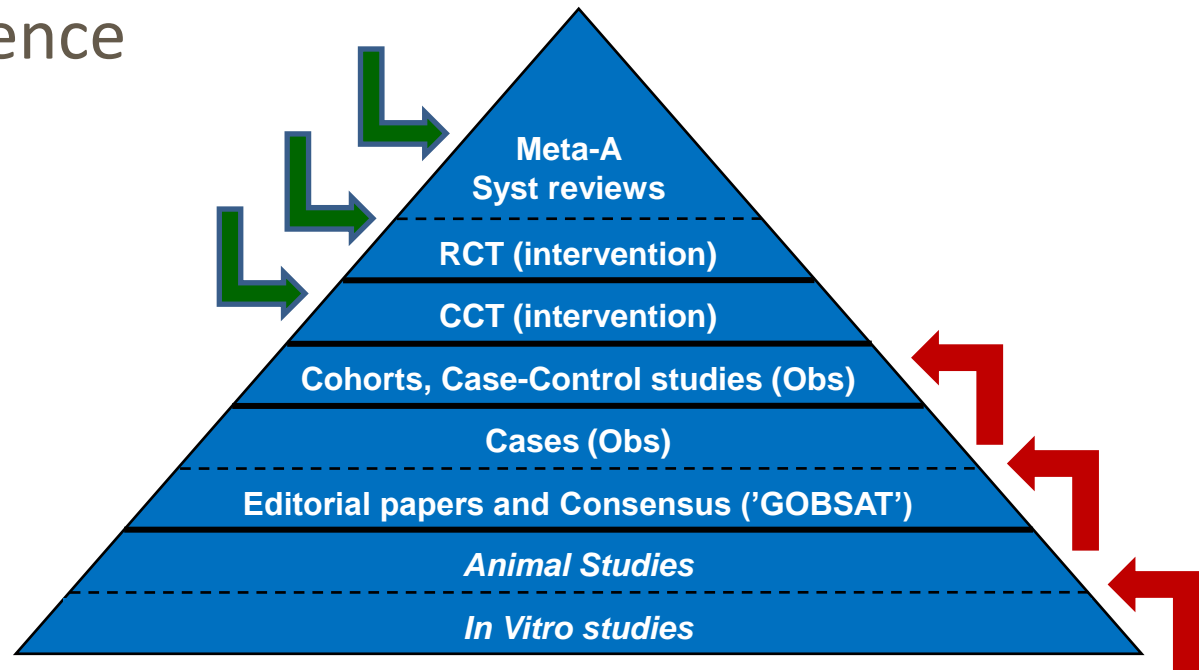 ence
Meta-A
Syst reviews
RCT (intervention)
CCT (intervention)
Cohorts, Case-Control studies (Obs)
Cases (Obs)
Editorial papers and Consensus (’GOBSAT’)
Animal Studies
In Vitro studies